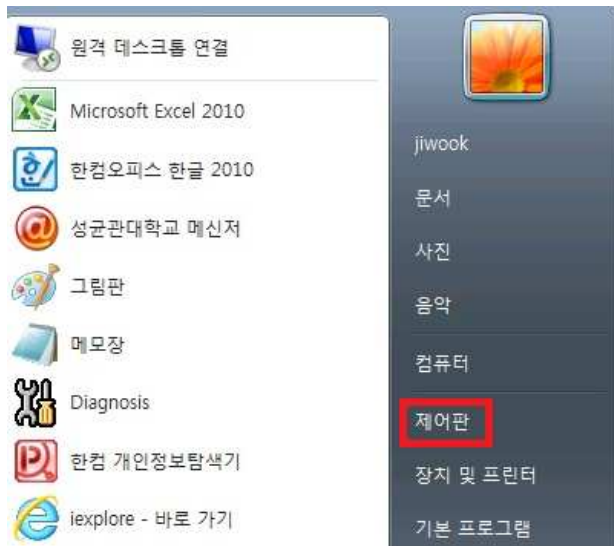 원격 데스크톱 연결
Microsoft Excel 2010
한컴오피스 한글 2010
성균관대학교 메신저
그림판
메모장
Diagnosis
한컴 개인정보탐색기
iexplore - 바로 가기
jiwook
문서
사진
음악
컴퓨터
제어판
장치 및 프린터
기본 프로그램